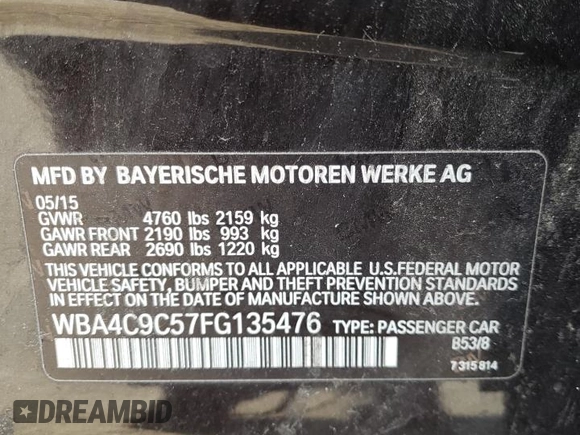 MFD BY BAYERISCHE MOTOREN WERKE AG
05/15
GVWR 4760 lbs 2159 kg
GAWR FRONT 2190 lbs 993 kg
GAWR REAR 2690 lbs 1220 kg
THIS VEHICLE CONFORMS TO ALL APPLICABLE U.S.FEDERAL MOTOR
VEHICLE SAFETY, BUMPER AND THEFT PREVENTION STANDARDS
IN EFFECT ON THE DATE OF MANUFACTURE SHOWN ABOVE.
WBA4C9C57FG135476 TYPE: PASSENGER CAR
B53/8
7 315 814
DREAMBID